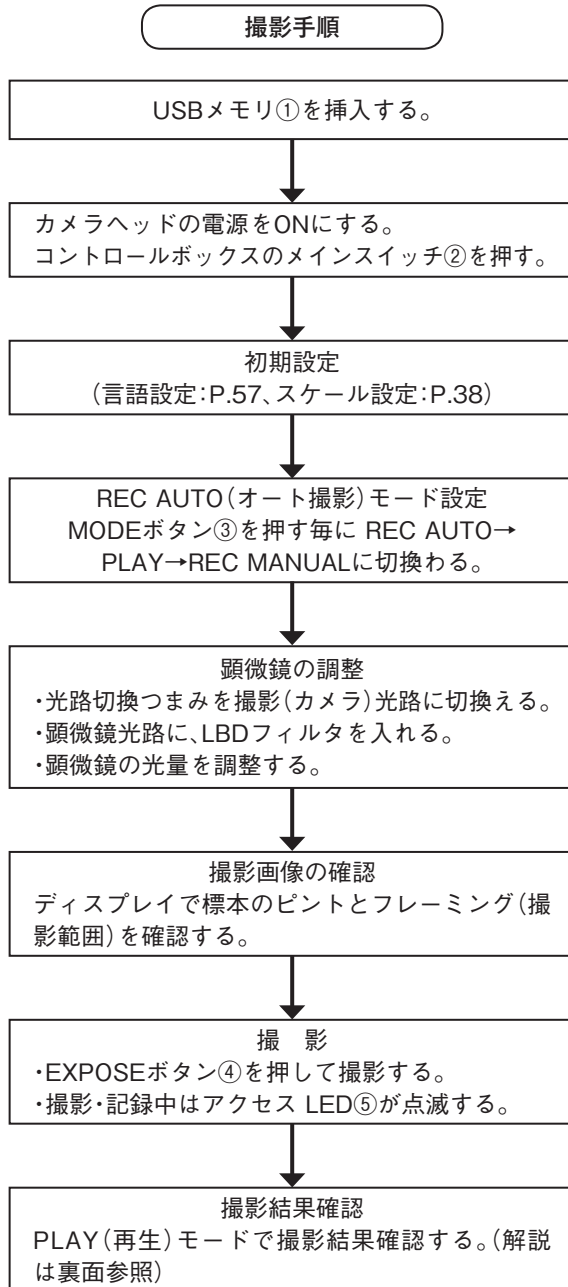 撮影手順
USBメモリ①を挿入する。
カメラヘッドの電源をONにする。
コントロールボックスのメインスイッチ②を押す。
初期設定
(言語設定:P.57、スケール設定:P.38)
REC AUTO(オート撮影)モード設定
MODEボタン③を押す毎に REC AUTO→
PLAY→REC MANUALに切換わる。
顕微鏡の調整
・光路切換つまみを撮影(カメラ)光路に切換える。
・顕微鏡光路に、LBDフィルタを入れる。
・顕微鏡の光量を調整する。
撮影画像の確認
ディスプレイで標本のピントとフレーミング(撮
影範囲)を確認する。
撮　影
・EXPOSEボタン④を押して撮影する。
・撮影・記録中はアクセス LED⑤が点滅する。
撮影結果確認
PLAY(再生)モードで撮影結果確認する。(解説
は裏面参照)